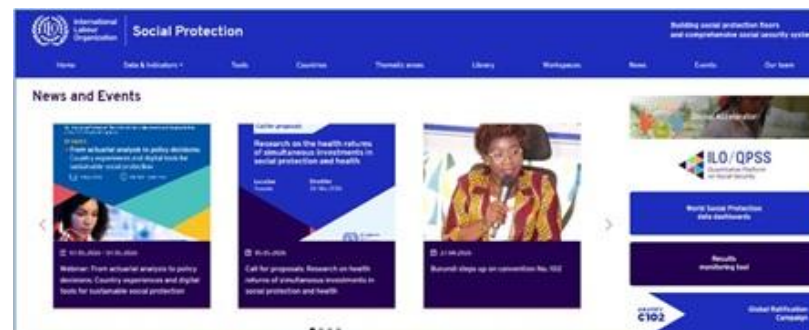 International
Labour
Organization
Social Protection
Building social protection floors
and comprehensive social security
Home
Data & Indicators
Tools
Countries
Thematic areas
Library
Workspaces
News
Events
Our team
News and Events
From actuarial analysis to policy decisions:
Country experiences and digital tools for
sustainable social protection
Call for proposals
Research on the health returns
of simultaneous investments in
social protection and health
Webinar: From actuarial analysis to policy
decisions: Country experiences and digital
tools for sustainable social protection
Call for proposals: Research on health
returns of simultaneous investments in
social protection and health
Burundi steps up on convention No. 102
Global Accelerator
ILO/QPSS
Quantitative Platform
on Social Security
World Social Protection
data dashboards
Results
monitoring tool
C102
Global Ratification
Campaign